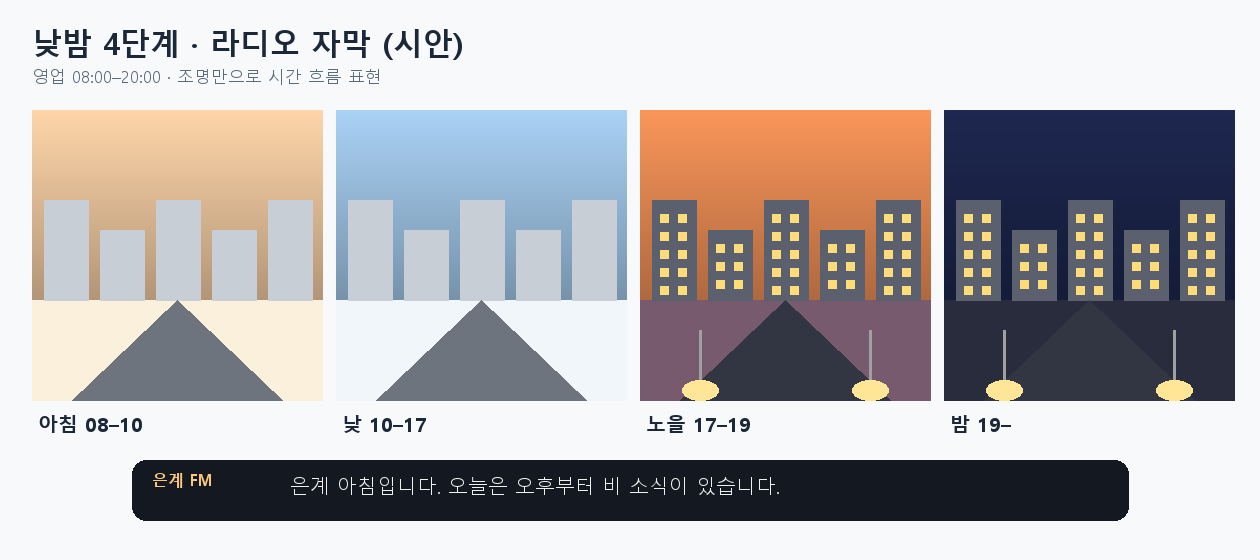 낮밤 4단계 · 라디오 자막 (시안)
영업 08:00–20:00 · 조명만으로 시간 흐름 표현
아침 08–10
낮 10–17
노을 17–19
밤 19–
은계 FM
은계 아침입니다. 오늘은 오후부터 비 소식이 있습니다.